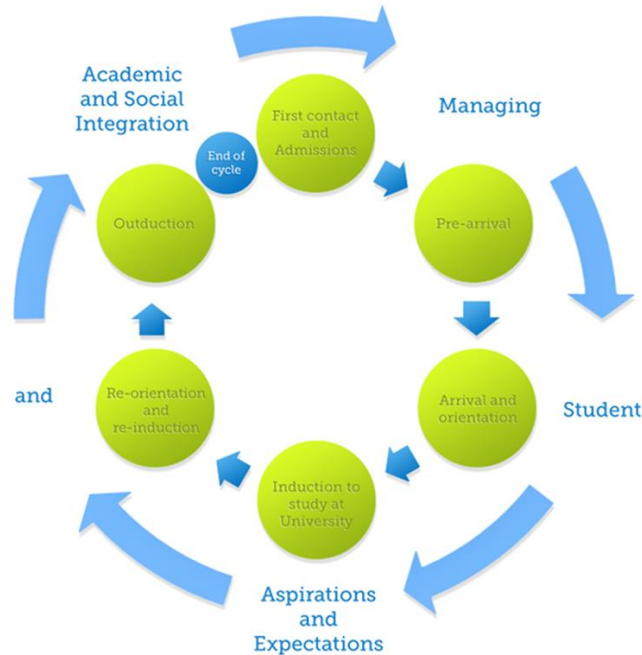 Academic
and Social
Integration
First contact
and
Admissions
Managing
End of
cycle
Outduction
Pre-arrival
and
Re-orientation
and
re-induction
Arrival and
orientation
Student
Induction to
study at
University
Aspirations
and
Expectations